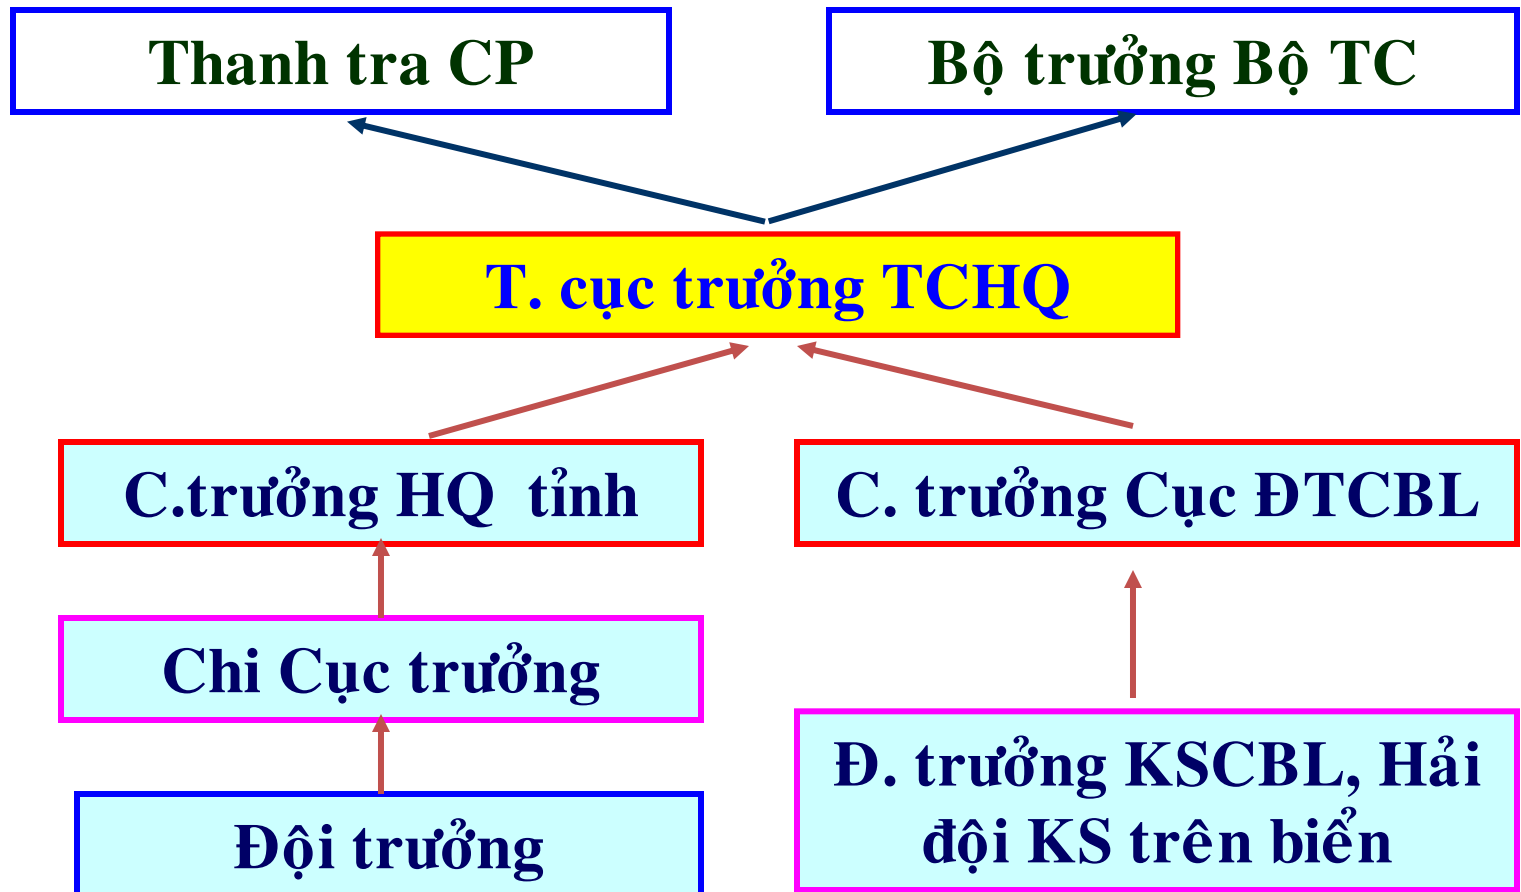 Thanh tra CP
Bộ trưởng Bộ TC
T. cục trưởng TCHQ
C.trưởng HQ tỉnh
C. trưởng Cục ĐTCBL
Chi Cục trưởng
Đ. trưởng KSCBL, Hải
đội KS trên biển
Đội trưởng